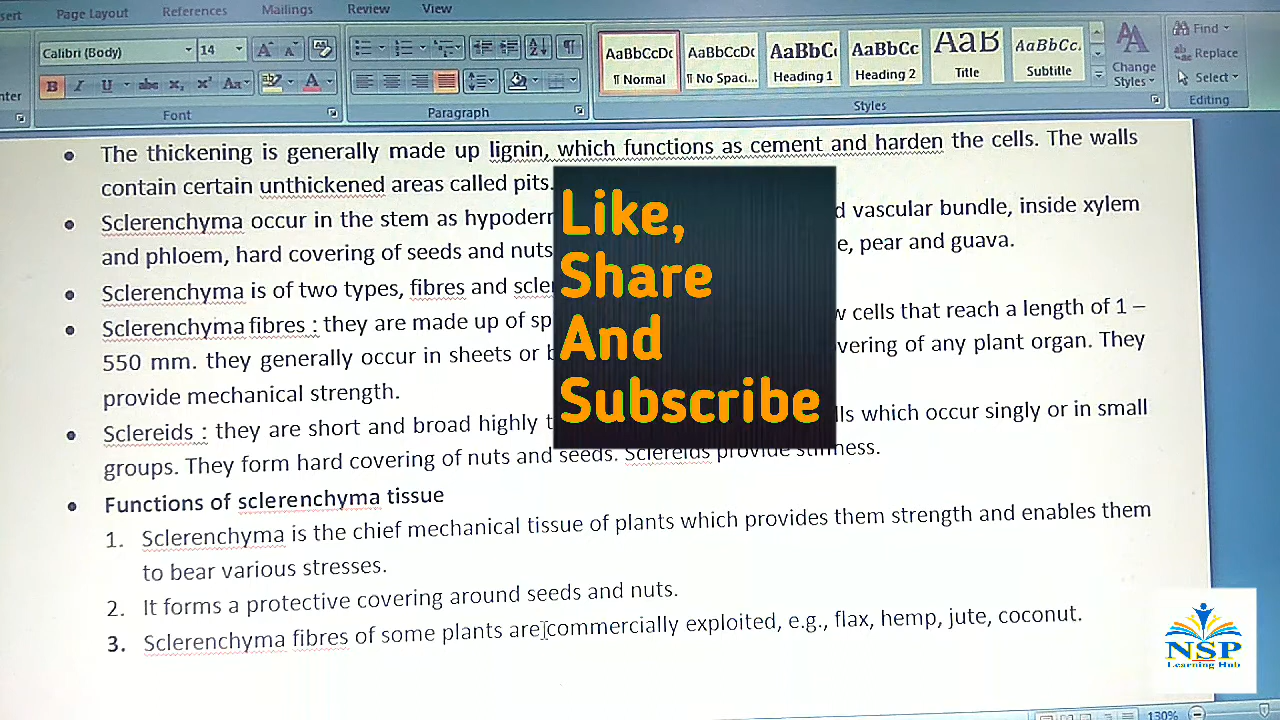 sert Page Layout References Mailings Review View
Calibri (Body) 14
AaBbCcDc AaBbCcDc AaBbC AaBbCc AaB AaBbCc.
¶ Normal ¶ No Spaci... Heading 1 Heading 2 Title Subtitle
Change Styles
Find
Replace
Select
Font Paragraph Styles Editing
The thickening is generally made up lignin, which functions as cement and harden the cells. The walls
contain certain unthickened areas called pits.
Sclerenchyma occur in the stem as hypoderm d vascular bundle, inside xylem
and phloem, hard covering of seeds and nuts e, pear and guava.
Sclerenchyma is of two types, fibres and scle
Sclerenchyma fibres : they are made up of sp w cells that reach a length of 1 –
550 mm. they generally occur in sheets or b vering of any plant organ. They
provide mechanical strength.
Sclereids : they are short and broad highly t lls which occur singly or in small
groups. They form hard covering of nuts and seeds. Sclereids provide stiffness.
Functions of sclerenchyma tissue
1. Sclerenchyma is the chief mechanical tissue of plants which provides them strength and enables them
to bear various stresses.
2. It forms a protective covering around seeds and nuts.
3. Sclerenchyma fibres of some plants are commercially exploited, e.g., flax, hemp, jute, coconut.
Like,
Share
And
Subscribe
NSP
Learning Hub
130%